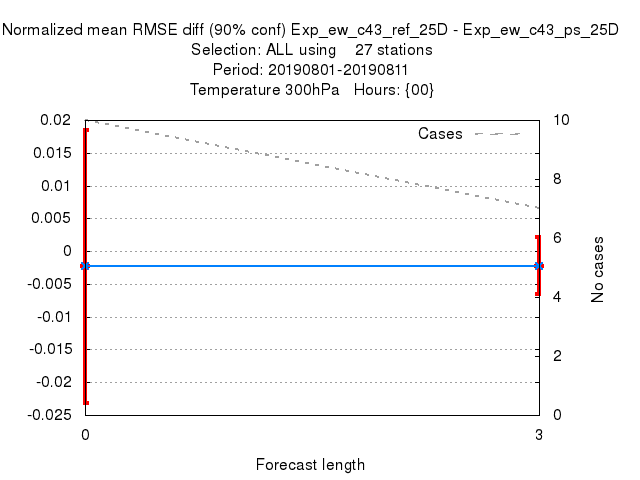 Normalized mean RMSE diff (90% conf) Exp_ew_c43_ref_25D - Exp_ew_c43_ps_25D
Selection: ALL using 27 stations
Period: 20190801-20190811
Temperature 300hPa Hours: {00}
Cases
0.02
0.015
0.01
0.005
0
-0.005
-0.01
-0.015
-0.02
-0.025
10
8
6
4
2
0
No cases
0
3
Forecast length